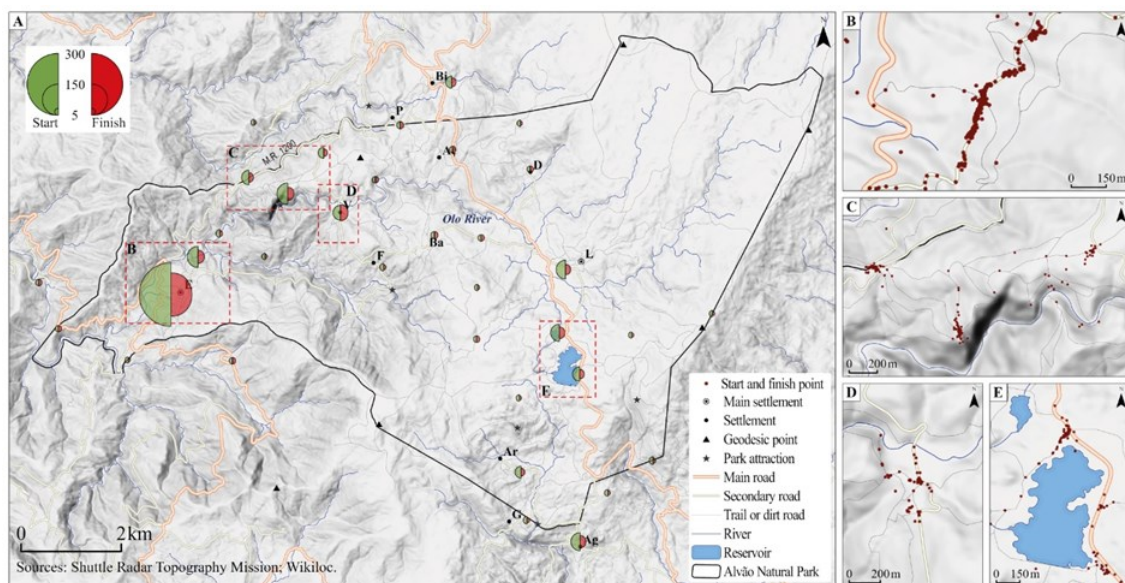 A
N
300
150
5
Start
Finish
Bi
P
M.R. 1200
C
D
D
V
Olo River
Ba
F
L
B
E
E
Ar
G
Ag
Start and finish point
Main settlement
Settlement
Geodesic point
Park attraction
Main road
Secondary road
Trail or dirt road
River
Reservoir
Alvão Natural Park
0 2km
Sources: Shuttle Radar Topography Mission; Wikiloc.
B
N
0 150 m
C
N
0 200 m
D
N
0 200 m
E
N
0 150 m